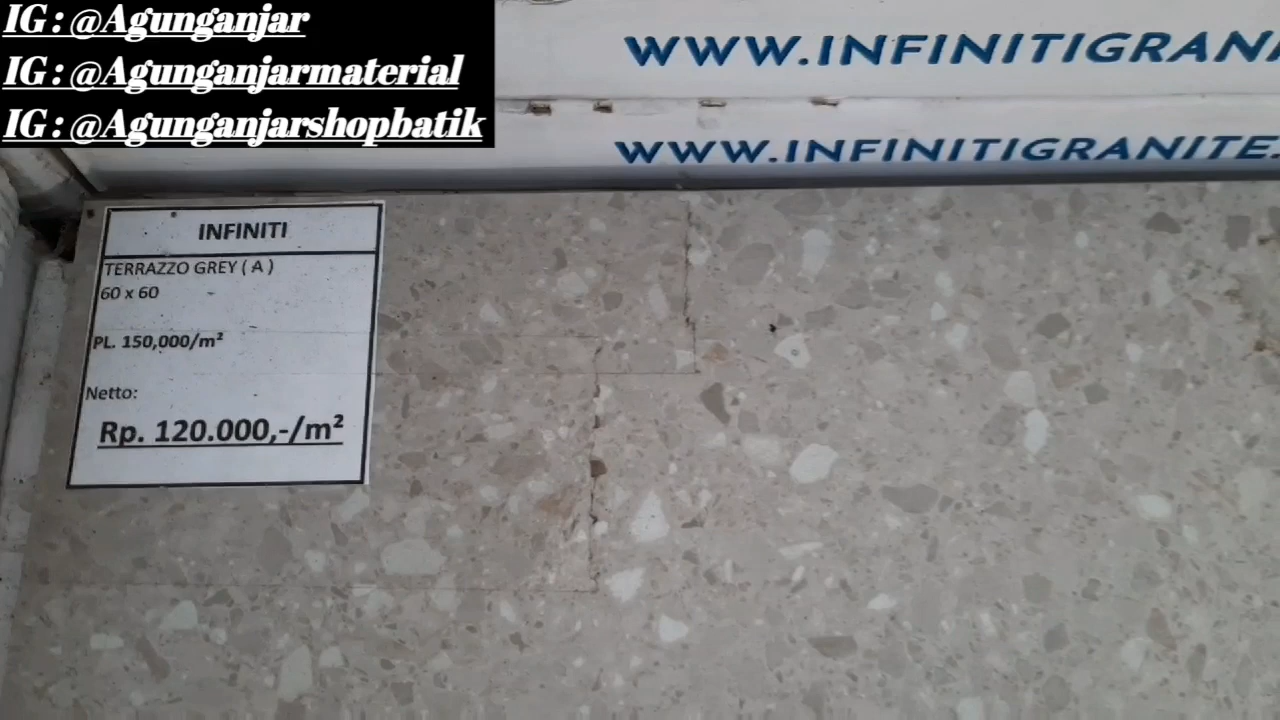 IG : @Agunganjar
IG : @Agunganjarmaterial
IG : @Agunganjarshopbatik
WWW.INFINITIGRAN
WWW.INFINITIGRANITE.
INFINITI
TERRAZZO GREY ( A )
60 x 60
PL. 150,000/m²
Netto:
Rp. 120.000,-/m²